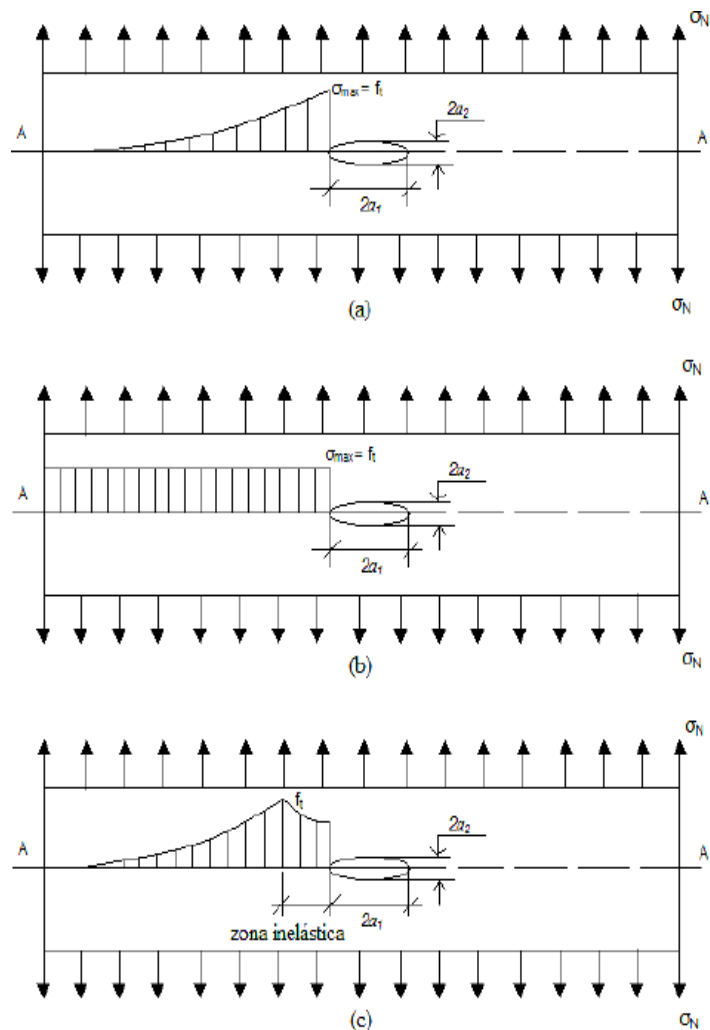 σN
σmax = ft
A
2a2
A
2a1
σN
(a)
σN
σmax = ft
A
2a2
A
2a1
σN
(b)
σN
ft
A
2a2
A
zona inelástica
2a1
σN
(c)